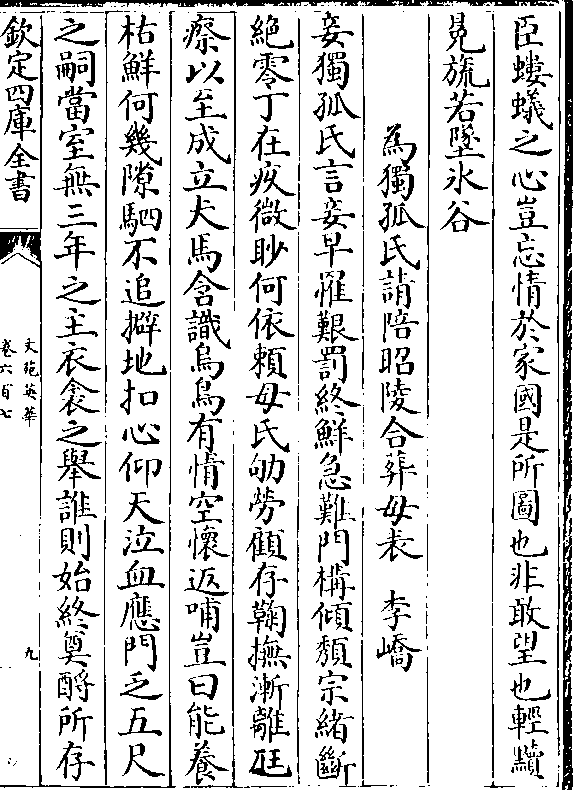 臣螻蟻之心豈忘情於家國是所圖也非敢望也輕黷
冕旒若墜氷谷
為獨孤氏請陪昭陵合葬母表　李嶠
妾獨孤氏言妾早罹艱罰終鮮急難門構傾頽宗緒斷
絶零丁在疚微眇何依頼母氏劬勞顧存鞠撫漸離尫
瘵以至成立犬馬含識烏鳥有情空懷返哺豈曰能養
枯鮮何幾隙駟不追擗地扣心仰天泣血應門乏五尺
之嗣當室無三年之主衣衾之舉誰則始終奠酹所存
欽定四庫全書
文苑英華
卷六百七
九